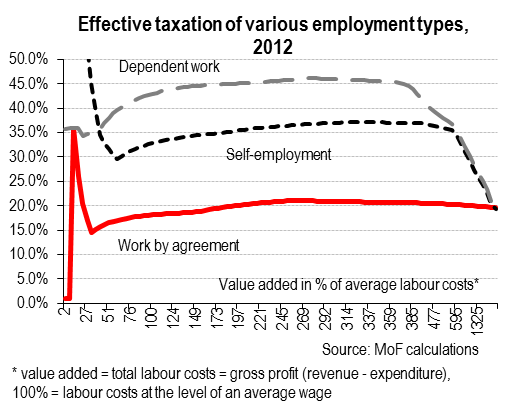 Effective taxation of various employment types,
2012
50.0%
45.0%
40.0%
35.0%
30.0%
25.0%
20.0%
15.0%
10.0%
5.0%
0.0%
Dependent work
Self-employment
Work by agreement
Value added in % of average labour costs*
2 27 51 76 100 124 149 173 197 221 245 269 292 314 337 359 385 477 595 1325
Source: MoF calculations
* value added = total labour costs = gross profit (revenue - expenditure),
100% = labour costs at the level of an average wage